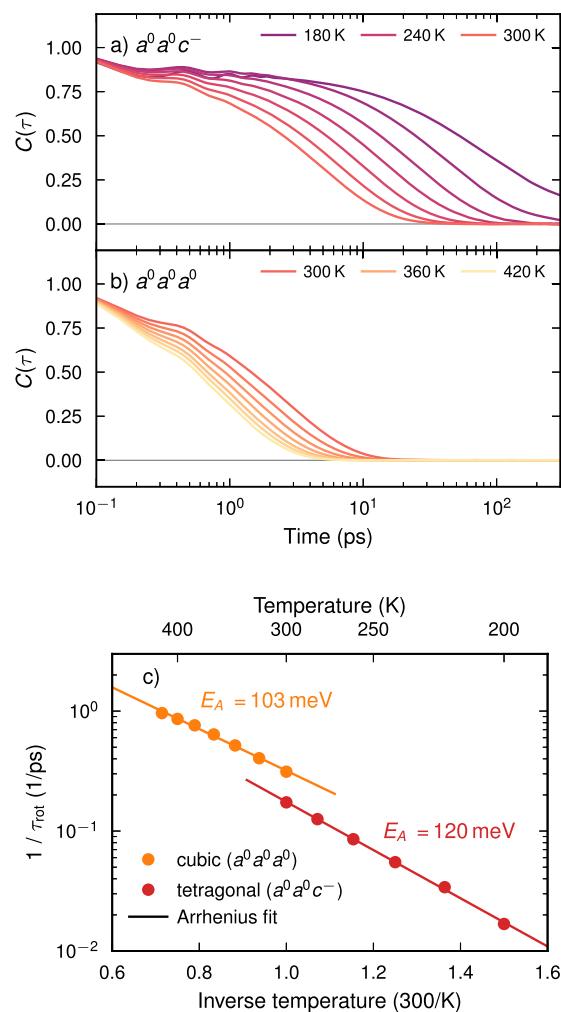 a) a⁰a⁰c⁻
180 K 240 K 300 K
1.00
0.75
0.50
0.25
0.00
C(τ)
b) a⁰a⁰a⁰
300 K 360 K 420 K
1.00
0.75
0.50
0.25
0.00
C(τ)
10⁻¹ 10⁰ 10¹ 10²
Time (ps)
Temperature (K)
400 300 250 200
c)
E_A = 103 meV
E_A = 120 meV
10⁰
10⁻¹
10⁻²
1 / τ_rot (1/ps)
cubic (a⁰a⁰a⁰)
tetragonal (a⁰a⁰c⁻)
Arrhenius fit
0.6 0.8 1.0 1.2 1.4 1.6
Inverse temperature (300/K)